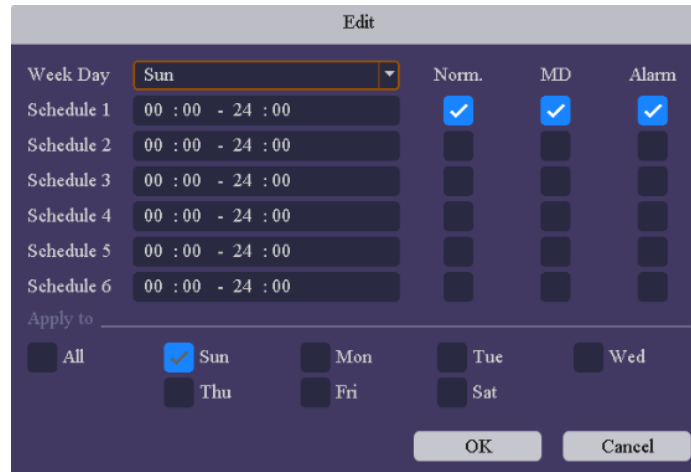 Edit
Week Day Sun Norm. MD Alarm
Schedule 1 00 :00 - 24 :00
Schedule 2 00 :00 - 24 :00
Schedule 3 00 :00 - 24 :00
Schedule 4 00 :00 - 24 :00
Schedule 5 00 :00 - 24 :00
Schedule 6 00 :00 - 24 :00
Apply to
All Sun Mon Tue Wed
Thu Fri Sat
OK Cancel